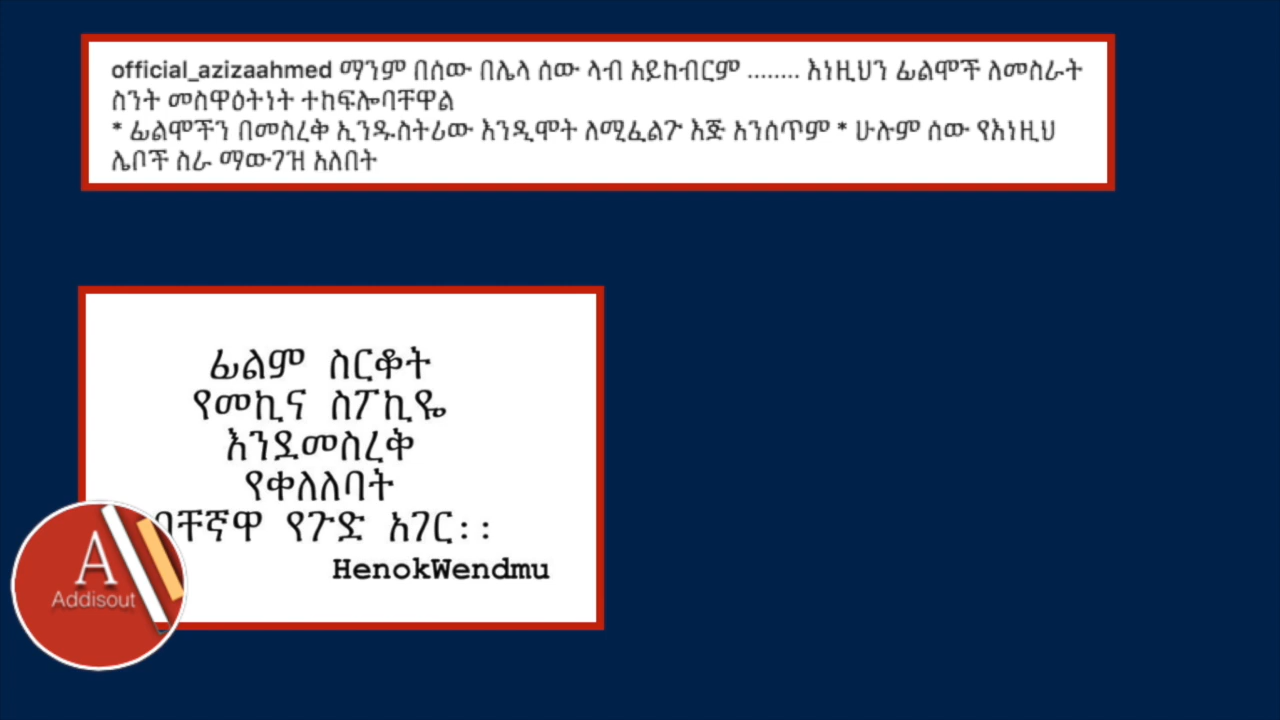 official_azizaahmed ማንም በሰው በሌላ ሰው ላብ አይከብርም ........ እነዚህን ፊልሞች ለመስራት
ስንት መስዋዕትነት ተከፍሎባቸዋል
* ፊልሞችን በመስረቅ ኢንዱስትሪው እንዲሞት ለሚፈልጉ እጅ አንሰጥም * ሁሉም ሰው የእነዚህ
ሌቦች ስራ ማውገዝ አለበት
ፊልም ስርቆት
የመኪና ስፖኪዬ
እንደመስረቅ
የቀለለባት
የጉድ አገር፡፡
HenokWendmu
A
Addisout